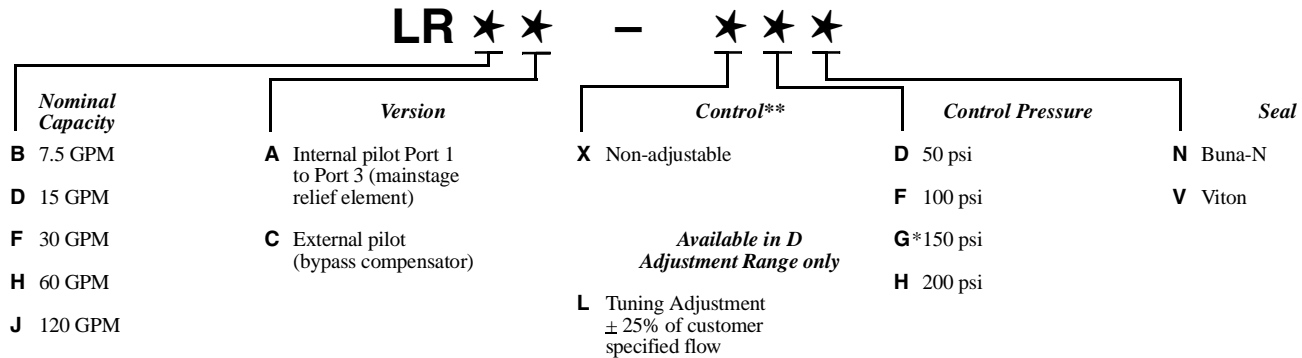 LR ★ ★ – ★ ★ ★
Nominal
Capacity
B 7.5 GPM
D 15 GPM
F 30 GPM
H 60 GPM
J 120 GPM
Version
A Internal pilot Port 1
to Port 3 (mainstage
relief element)
C External pilot
(bypass compensator)
Control**
X Non-adjustable
Available in D
Adjustment Range only
L Tuning Adjustment
± 25% of customer
specified flow
Control Pressure
D 50 psi
F 100 psi
G*150 psi
H 200 psi
Seal
N Buna-N
V Viton